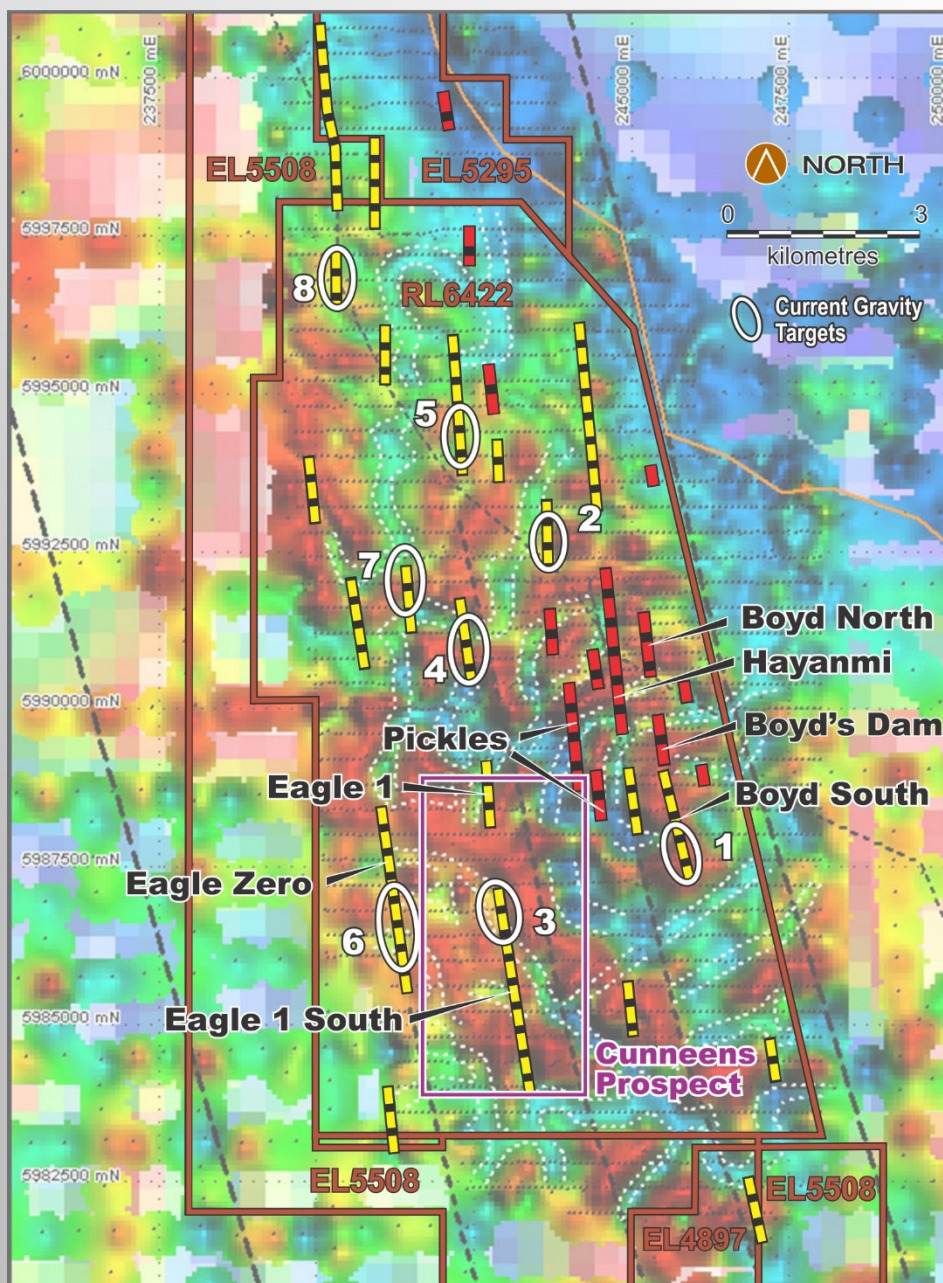 237500 mE
245000 mE
247500 mE
250000 m
6000000 mN
EL5508
EL5295
NORTH
0 3
kilometres
5997500 mN
8
RL6422
Current Gravity
Targets
5995000 mN
5
2
5992500 mN
7
Boyd North
4
Hayanmi
5990000 mN
Pickles
Boyd's Dam
Eagle 1
Boyd South
1
5987500 mN
Eagle Zero
3
6
5985000 mN
Eagle 1 South
Cunneens
Prospect
5982500 mN
EL5508
EL5508
EL4897